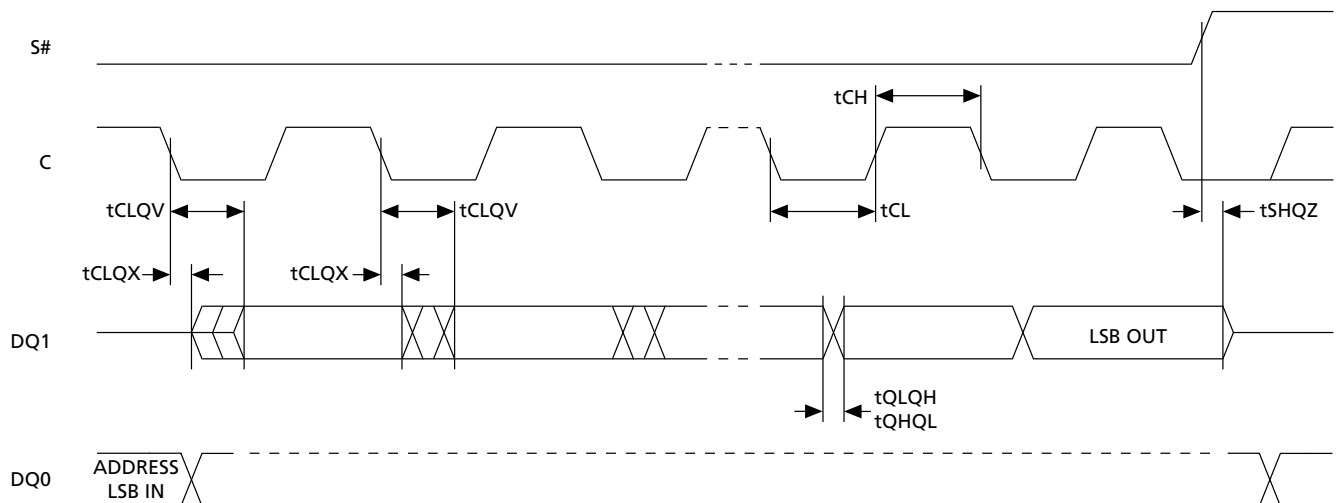 S#
tCH
C
tCLQV
tCLQV
tCL
tSHQZ
tCLQX
tCLQX
DQ1
LSB OUT
tQLQH
tQHQL
DQ0
ADDRESS
LSB IN